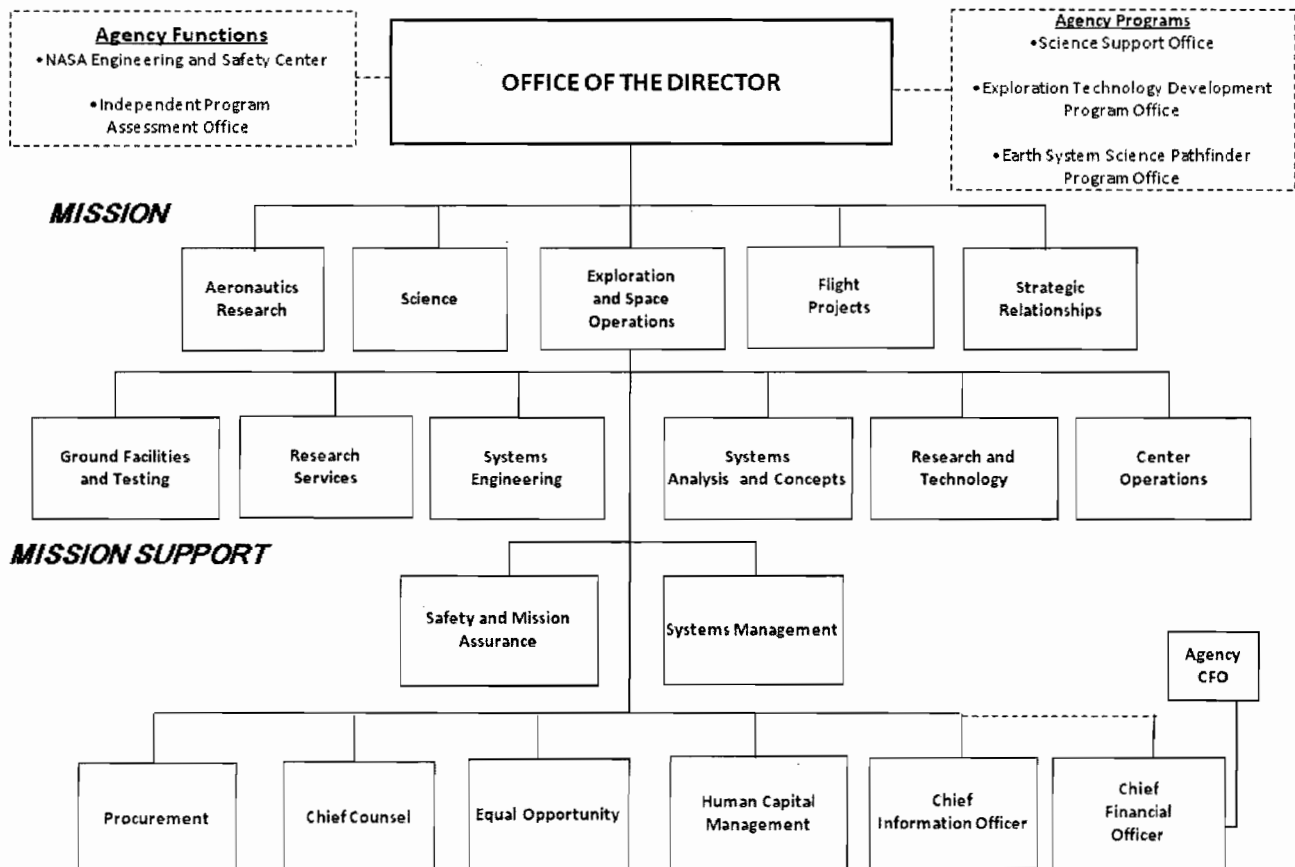 Agency Functions
•NASA Engineering and Safety Center
•Independent Program
Assessment Office
OFFICE OF THE DIRECTOR
Agency Programs
•Science Support Office
•Exploration Technology Development
Program Office
•Earth System Science Pathfinder
Program Office
MISSION
Aeronautics
Research
Science
Exploration
and Space
Operations
Flight
Projects
Strategic
Relationships
Ground Facilities
and Testing
Research
Services
Systems
Engineering
Systems
Analysis and Concepts
Research and
Technology
Center
Operations
MISSION SUPPORT
Safety and Mission
Assurance
Systems Management
Agency
CFO
Procurement
Chief Counsel
Equal Opportunity
Human Capital
Management
Chief
Information Officer
Chief
Financial
Officer